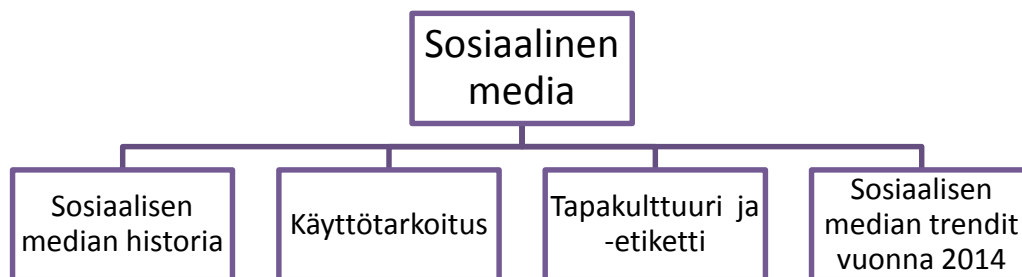 Sosiaalinen
media
Sosiaalisen
median historia
Käyttötarkoitus
Tapakulttuuri ja
-etiketti
Sosiaalisen
median trendit
vuonna 2014